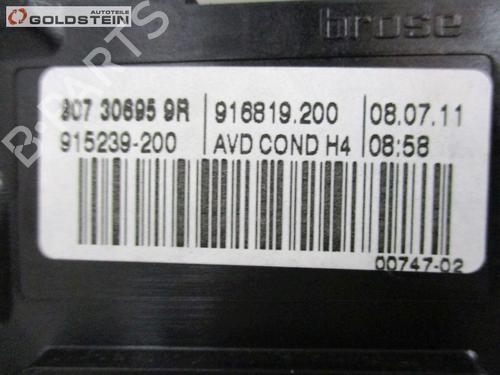 Autoteile
GOLDSTEIN
brose
807 30695 9R 916819.200 08.07.11
915239-200 AVD COND H4 08:58
00747-02
B-PARTS